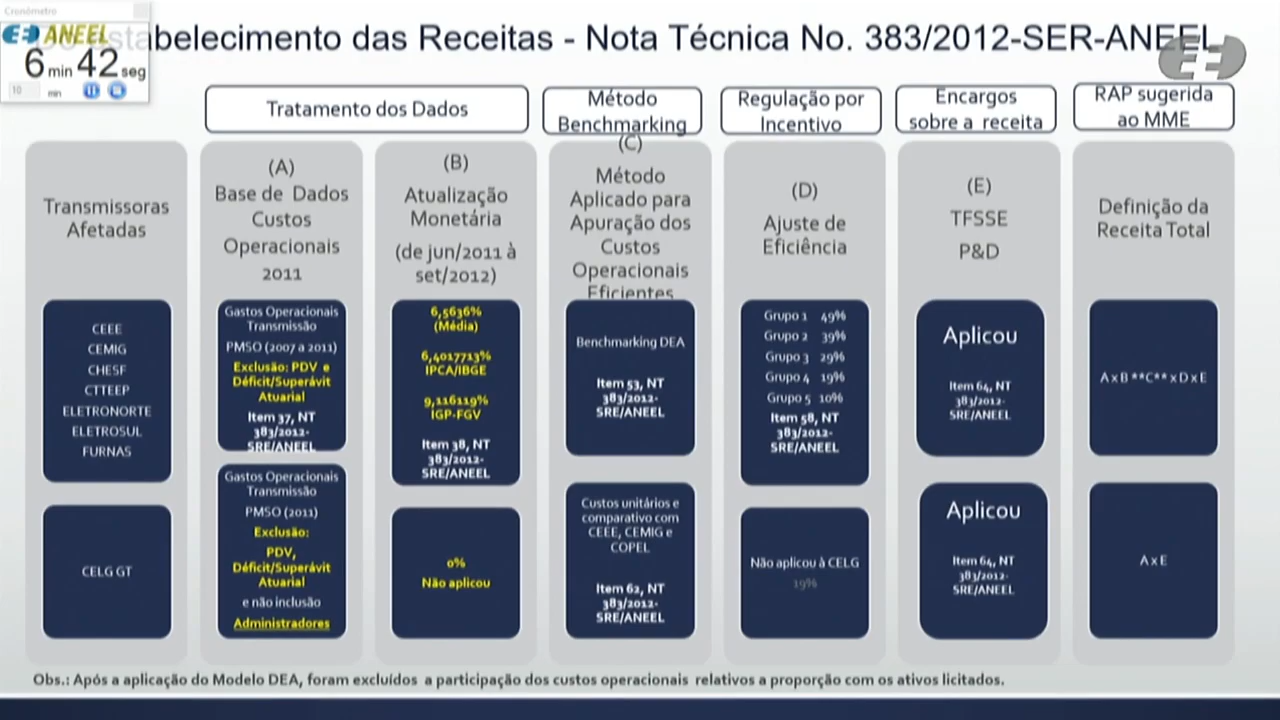 Cronômetro
ANEEL
6 min 42 seg
10 min
belecimento das Receitas - Nota Técnica No. 383/2012-SER-ANEEL
Tratamento dos Dados
Método
Benchmarking
Regulação por
Incentivo
Encargos
sobre a receita
RAP sugerida
ao MME
Transmissoras
Afetadas
(A)
Base de Dados
Custos
Operacionais
2011
(B)
Atualização
Monetária
(de jun/2011 à
set/2012)
(C)
Método
Aplicado para
Apuração dos
Custos
Operacionais
Eficientes
(D)
Ajuste de
Eficiência
(E)
TFSSE
P&D
Definição da
Receita Total
CEEE
CEMIG
CHESF
CTTEEP
ELETRONORTE
ELETROSUL
FURNAS
Gastos Operacionais
Transmissão
PMSO (2007 a 2011)
Exclusão: PDV e
Déficit/Superávit
Atuarial
Item 37, NT
383/2012-
SRE/ANEEL
6,5636%
(Média)
6,4017713%
IPCA/IBGE
9,116119%
IGP-FGV
Item 38, NT
383/2012-
SRE/ANEEL
Benchmarking DEA
Item 53, NT
383/2012-
SRE/ANEEL
Grupo 1 49%
Grupo 2 39%
Grupo 3 29%
Grupo 4 19%
Grupo 5 10%
Item 58, NT
383/2012-
SRE/ANEEL
Aplicou
Item 64, NT
383/2012-
SRE/ANEEL
A x B **C** x D x E
CELG GT
Gastos Operacionais
Transmissão
PMSO (2011)
Exclusão:
PDV,
Déficit/Superávit
Atuarial
e não inclusão
Administradores
0%
Não aplicou
Custos unitários e
comparativo com
CEEE, CEMIG e
COPEL
Item 62, NT
383/2012-
SRE/ANEEL
Não aplicou à CELG
19%
Aplicou
Item 64, NT
383/2012-
SRE/ANEEL
A x E
Obs.: Após a aplicação do Modelo DEA, foram excluídos a participação dos custos operacionais relativos a proporção com os ativos licitados.